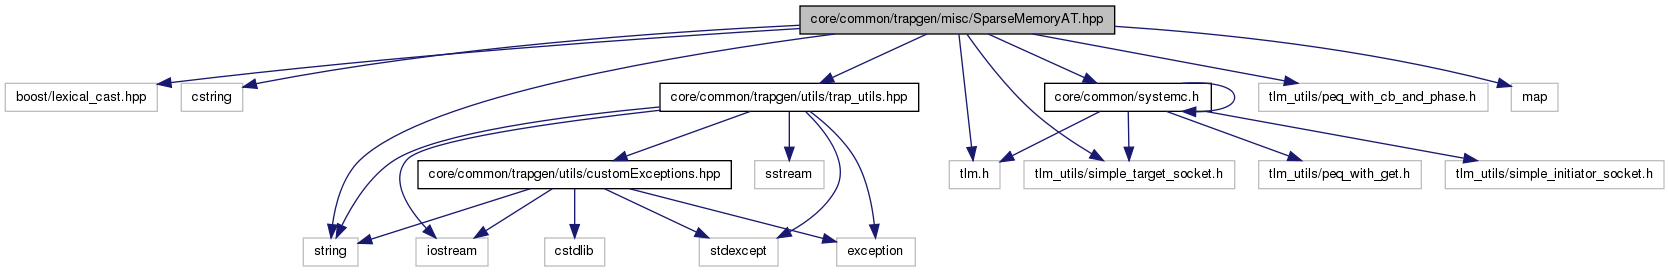 core/common/trapgen/misc/SparseMemoryAT.hpp
boost/lexical_cast.hpp
cstring
core/common/trapgen/utils/trap_utils.hpp
core/common/systemc.h
tlm_utils/peq_with_cb_and_phase.h
map
core/common/trapgen/utils/customExceptions.hpp
sstream
tlm.h
tlm_utils/simple_target_socket.h
tlm_utils/peq_with_get.h
tlm_utils/simple_initiator_socket.h
string
iostream
cstdlib
stdexcept
exception